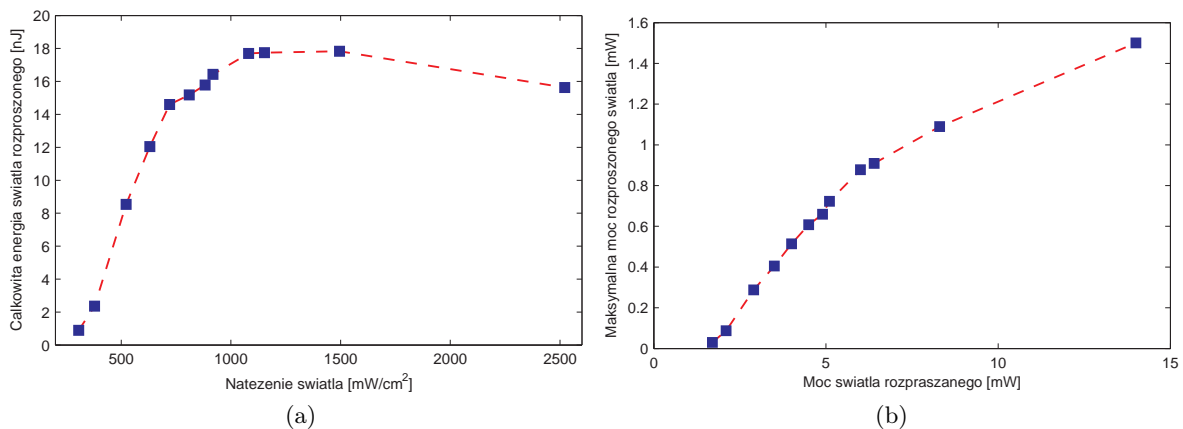 20
18
16
14
12
10
8
6
4
2
0
500 1000 1500 2000 2500
Calkowita energia swiatla rozproszonego [nJ]
Natezenie swiatla [mW/cm²]
(a)
1.6
1.4
1.2
1
0.8
0.6
0.4
0.2
0
0 5 10 15
Maksymalna moc rozproszonego swiatla [mW]
Moc swiatla rozpraszanego [mW]
(b)